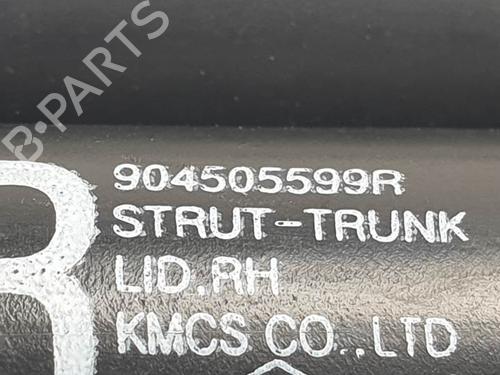 B-PARTS
R
904505599R
STRUT-TRUNK
LID.RH
KMCS CO.,LTD